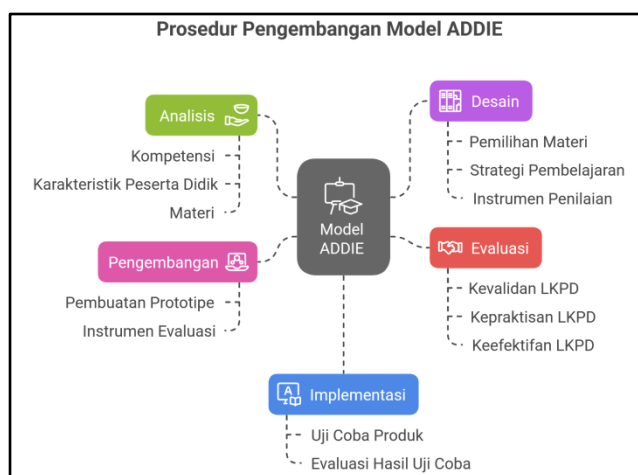 Prosedur Pengembangan Model ADDIE
Analisis
Kompetensi
Karakteristik Peserta Didik
Materi
Desain
Pemilihan Materi
Strategi Pembelajaran
Instrumen Penilaian
Model
ADDIE
Pengembangan
Pembuatan Prototipe
Instrumen Evaluasi
Evaluasi
Kevalidan LKPD
Kepraktisan LKPD
Keefektifan LKPD
A
Implementasi
Uji Coba Produk
Evaluasi Hasil Uji Coba